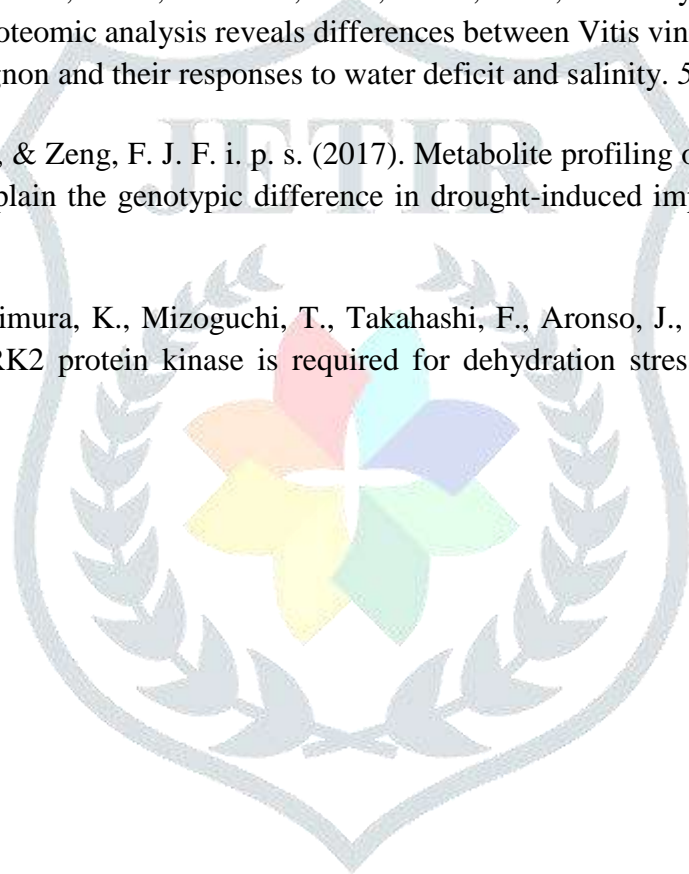 oteomic analysis reveals differences between Vitis vin
gnon and their responses to water deficit and salinity. 5
JETIR
, & Zeng, F. J. F. i. p. s. (2017). Metabolite profiling o
plain the genotypic difference in drought-induced imp
imura, K., Mizoguchi, T., Takahashi, F., Aronso, J.,
RK2 protein kinase is required for dehydration stres